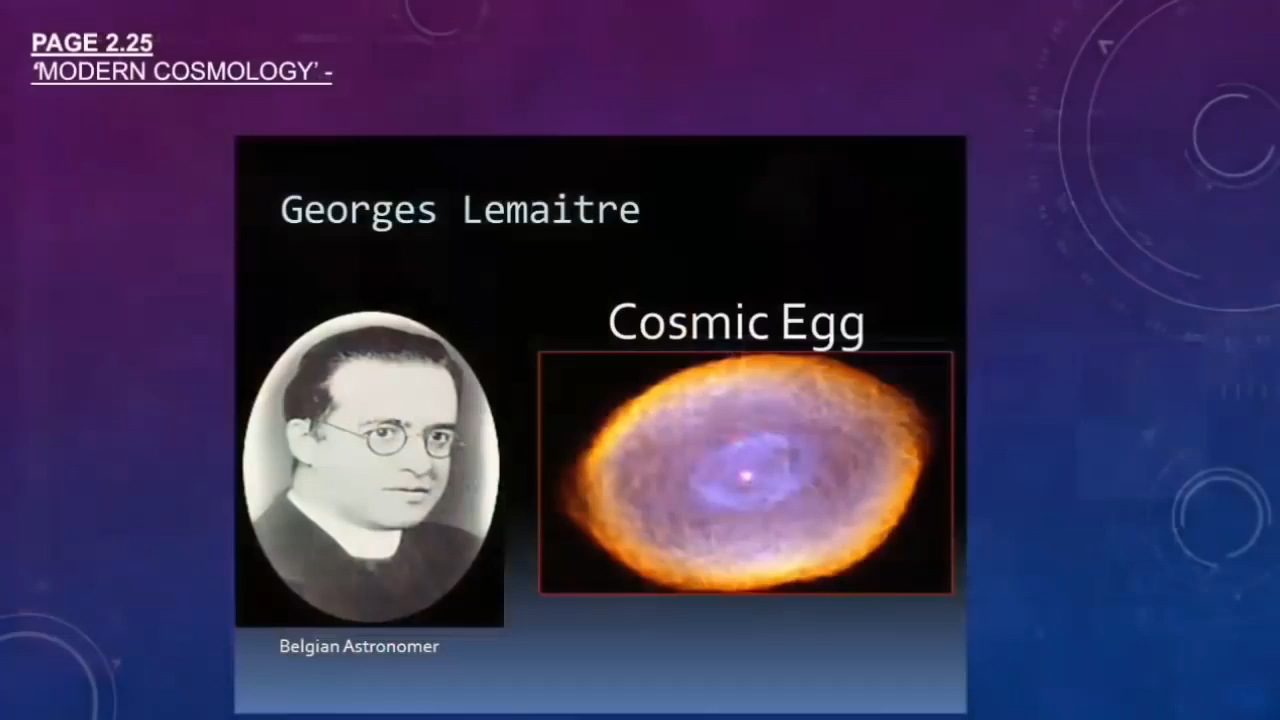 PAGE 2.25
‘MODERN COSMOLOGY’ -
Georges Lemaitre
Cosmic Egg
Belgian Astronomer